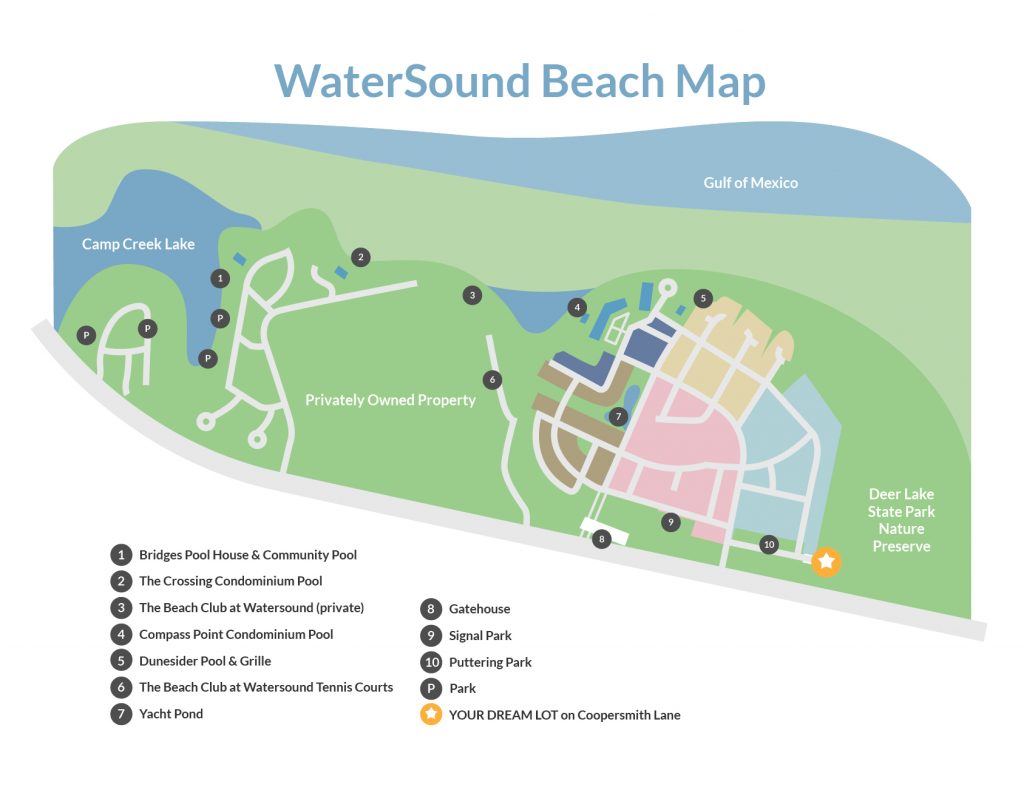 WaterSound Beach Map
Gulf of Mexico
Camp Creek Lake
1
2
3
4
5
P
P
P
P
6
Privately Owned Property
7
Deer Lake
State Park
Nature
Preserve
9
8
10
1 Bridges Pool House & Community Pool
2 The Crossing Condominium Pool
3 The Beach Club at Watersound (private)
4 Compass Point Condominium Pool
5 Dunesider Pool & Grille
6 The Beach Club at Watersound Tennis Courts
7 Yacht Pond
8 Gatehouse
9 Signal Park
10 Puttering Park
P Park
YOUR DREAM LOT on Coopersmith Lane